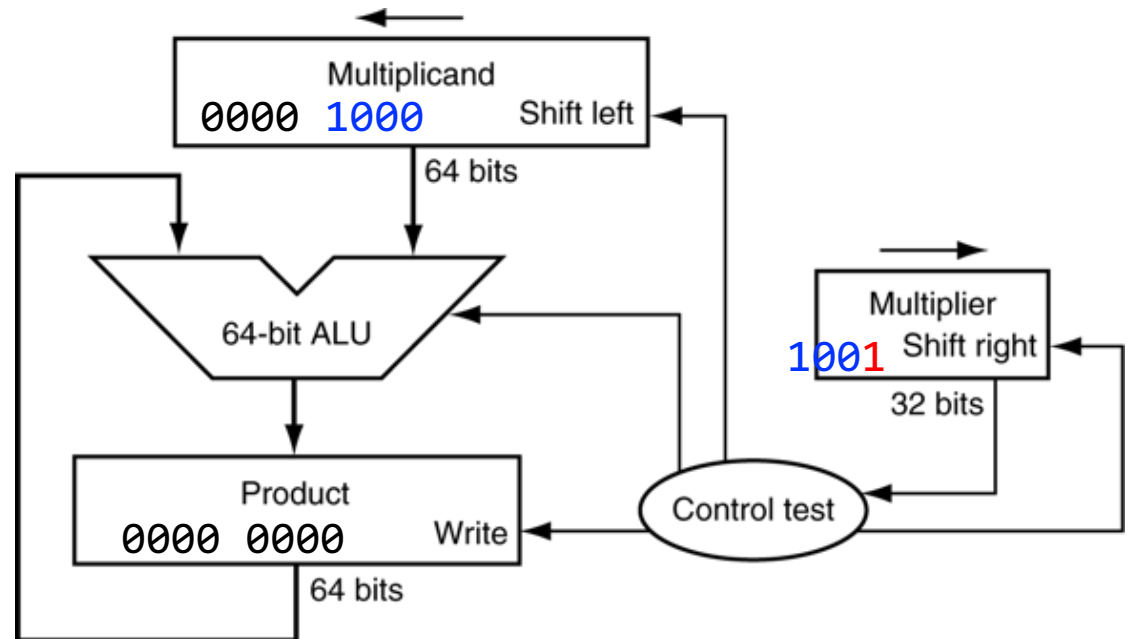 Multiplicand
0000 1000 Shift left
64 bits
64-bit ALU
Multiplier
1001 Shift right
32 bits
Control test
Product
0000 0000 Write
64 bits